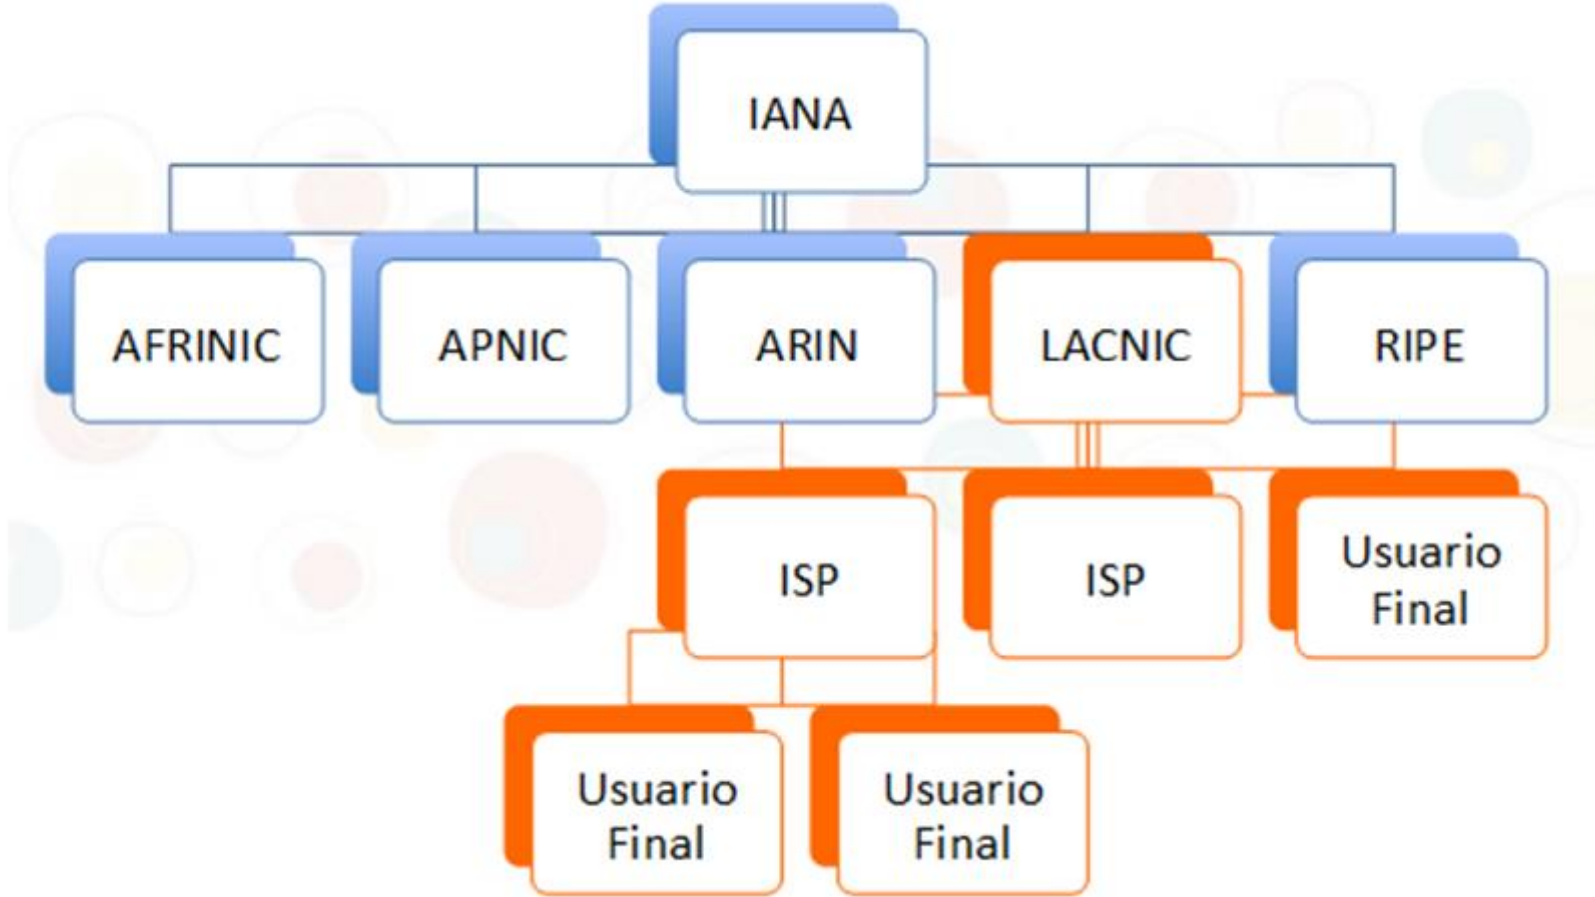 IANA
AFRINIC
APNIC
ARIN
LACNIC
RIPE
ISP
ISP
Usuario
Final
Usuario
Final
Usuario
Final